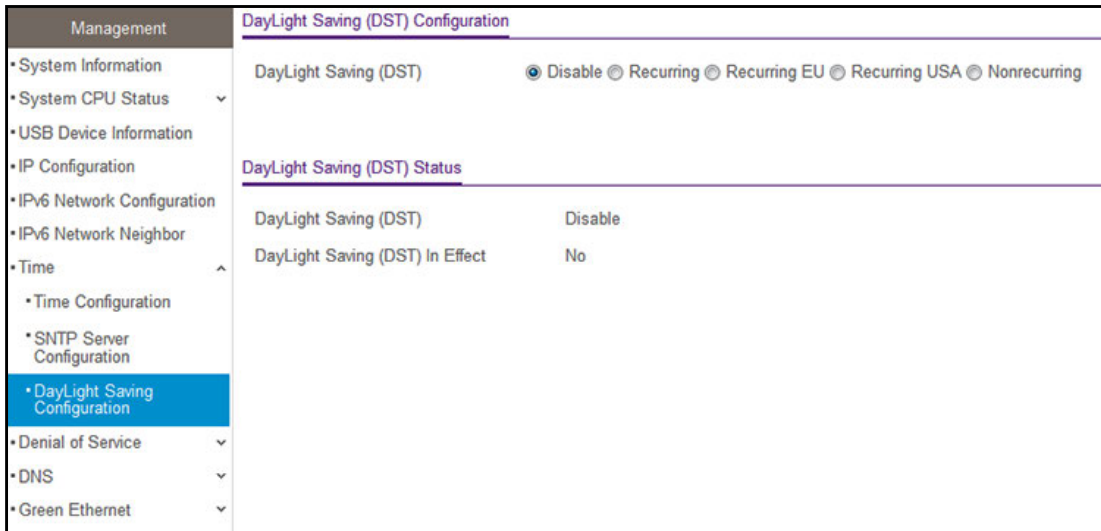 Management
• System Information
• System CPU Status
• USB Device Information
• IP Configuration
• IPv6 Network Configuration
• IPv6 Network Neighbor
• Time
• Time Configuration
• SNTP Server
Configuration
• DayLight Saving
Configuration
• Denial of Service
• DNS
• Green Ethernet
DayLight Saving (DST) Configuration
DayLight Saving (DST) Disable Recurring Recurring EU Recurring USA Nonrecurring
DayLight Saving (DST) Status
DayLight Saving (DST) Disable
DayLight Saving (DST) In Effect No